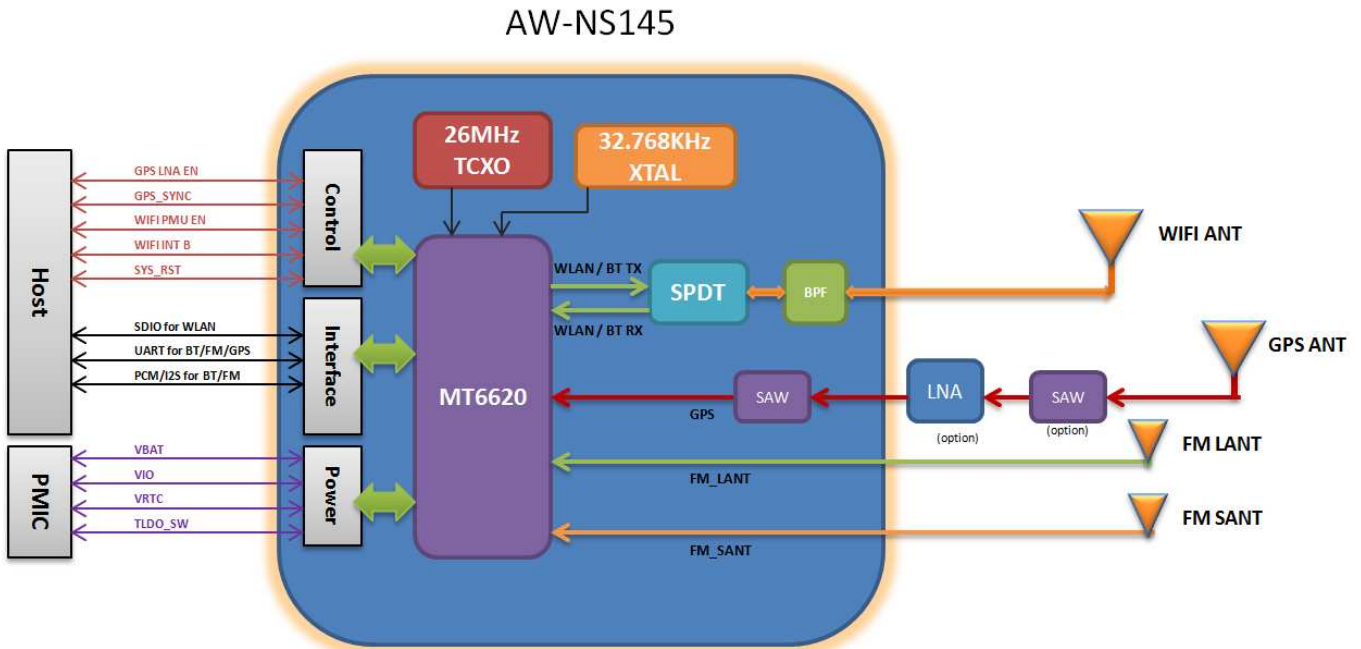 AW-NS145
26MHz
TCXO
32.768KHz
XTAL
Host
GPS LNA EN
GPS_SYNC
WIFI PMU EN
WIFI INT B
SYS_RST
Control
SDIO for WLAN
UART for BT/FM/GPS
PCM/I2S for BT/FM
Interface
PMIC
VBAT
VIO
VRTC
TLDO_SW
Power
MT6620
WLAN / BT TX
WLAN / BT RX
SPDT
BPF
WIFI ANT
GPS
SAW
LNA
(option)
SAW
(option)
GPS ANT
FM_LANT
FM LANT
FM_SANT
FM SANT